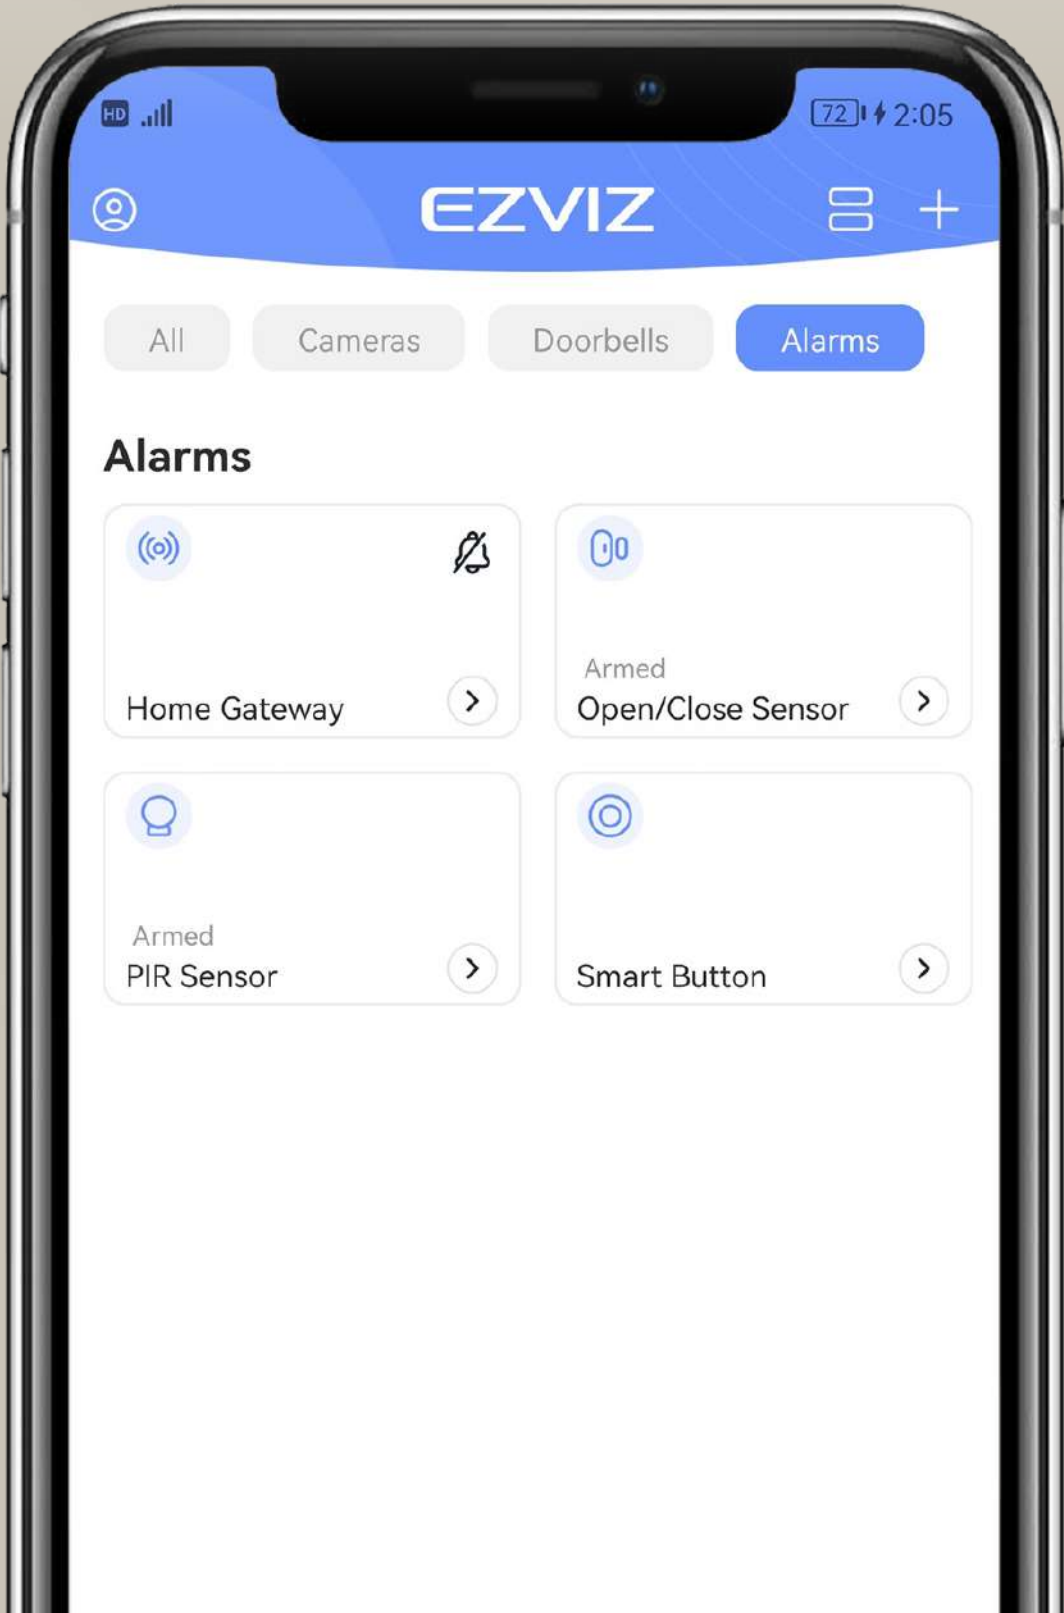 HD 72 2:05
EZVIZ
All Cameras Doorbells Alarms
Alarms
Home Gateway
Armed
Open/Close Sensor
Armed
PIR Sensor
Smart Button